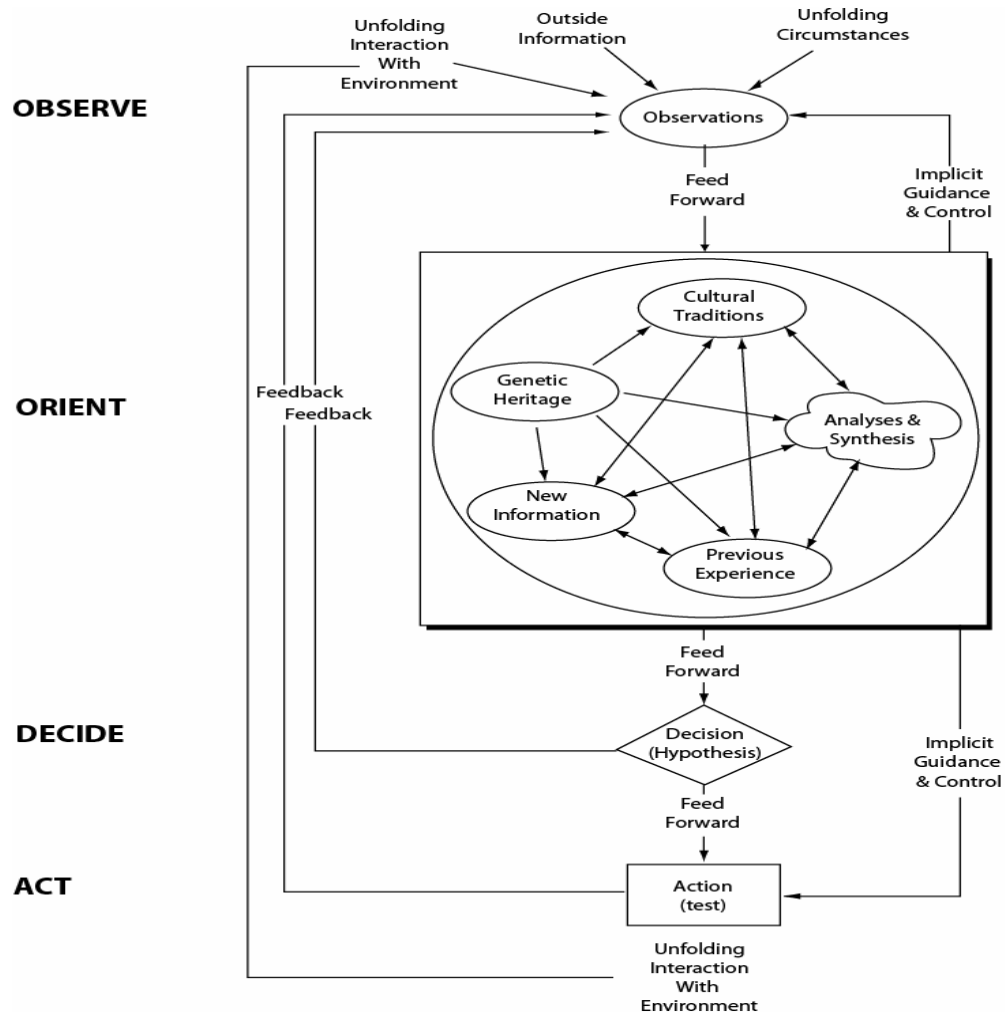 Unfolding
Interaction
With
Environment
Outside
Information
Unfolding
Circumstances
OBSERVE
Observations
Feed
Forward
Implicit
Guidance
& Control
ORIENT
Cultural
Traditions
Genetic
Heritage
Analyses &
Synthesis
New
Information
Previous
Experience
Feedback
Feedback
Feed
Forward
DECIDE
Decision
(Hypothesis)
Implicit
Guidance
& Control
Feed
Forward
ACT
Action
(test)
Unfolding
Interaction
With
Environment